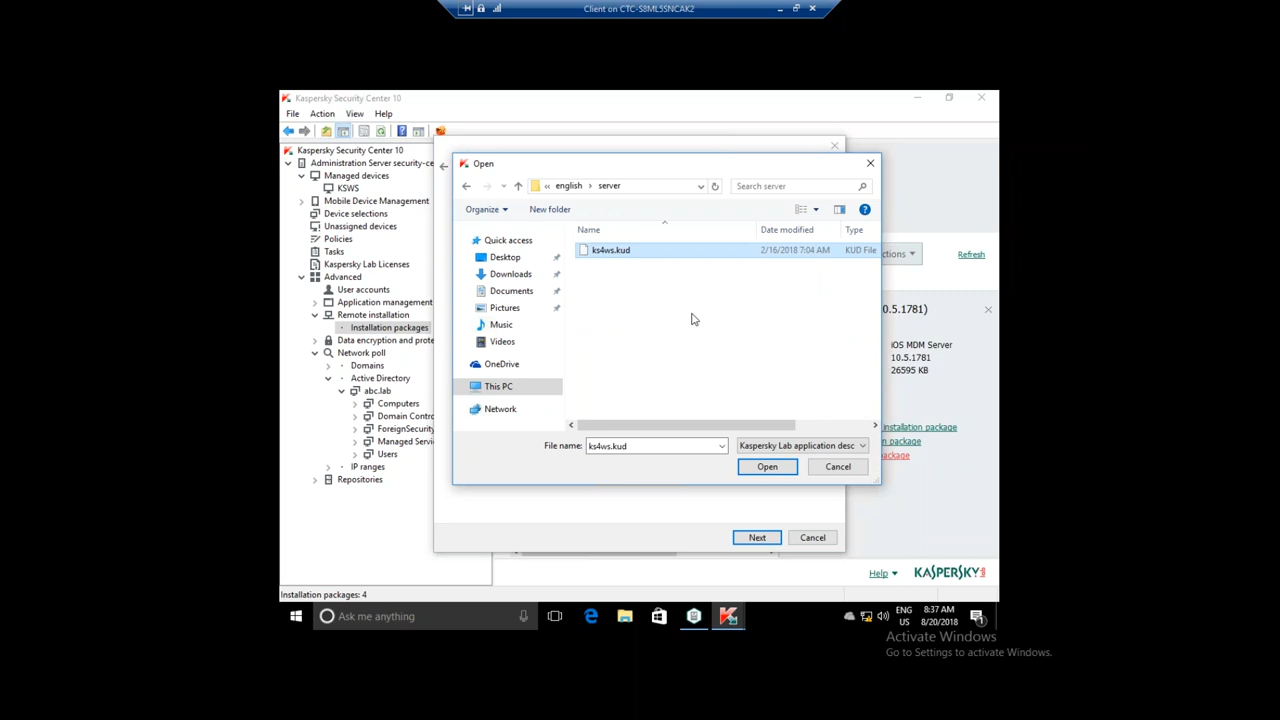 Client on CTC-S8ML5SNCAK2
Kaspersky Security Center 10
File Action View Help
Kaspersky Security Center 10
Administration Server security-ce
Managed devices
KSWS
Mobile Device Management
Device selections
Unassigned devices
Policies
Tasks
Kaspersky Lab Licenses
Advanced
User accounts
Application management
Remote installation
Installation packages
Data encryption and prote
Network poll
Domains
Active Directory
abc.lab
Computers
Domain Contro
ForeignSecurity
Managed Servi
Users
IP ranges
Repositories
Open
« english › server
Search server
Organize
New folder
Name Date modified Type
ks4ws.kud 2/16/2018 7:04 AM KUD File
Quick access
Desktop
Downloads
Documents
Pictures
Music
Videos
OneDrive
This PC
Network
File name: ks4ws.kud
Kaspersky Lab application desc
Open Cancel
Next Cancel
ctions
Refresh
0.5.1781)
iOS MDM Server
10.5.1781
26595 KB
installation package
n package
package
Help KASPERSKY
Installation packages: 4
Ask me anything
ENG
US
8:37 AM
8/20/2018
1
Activate Windows
Go to Settings to activate Windows.